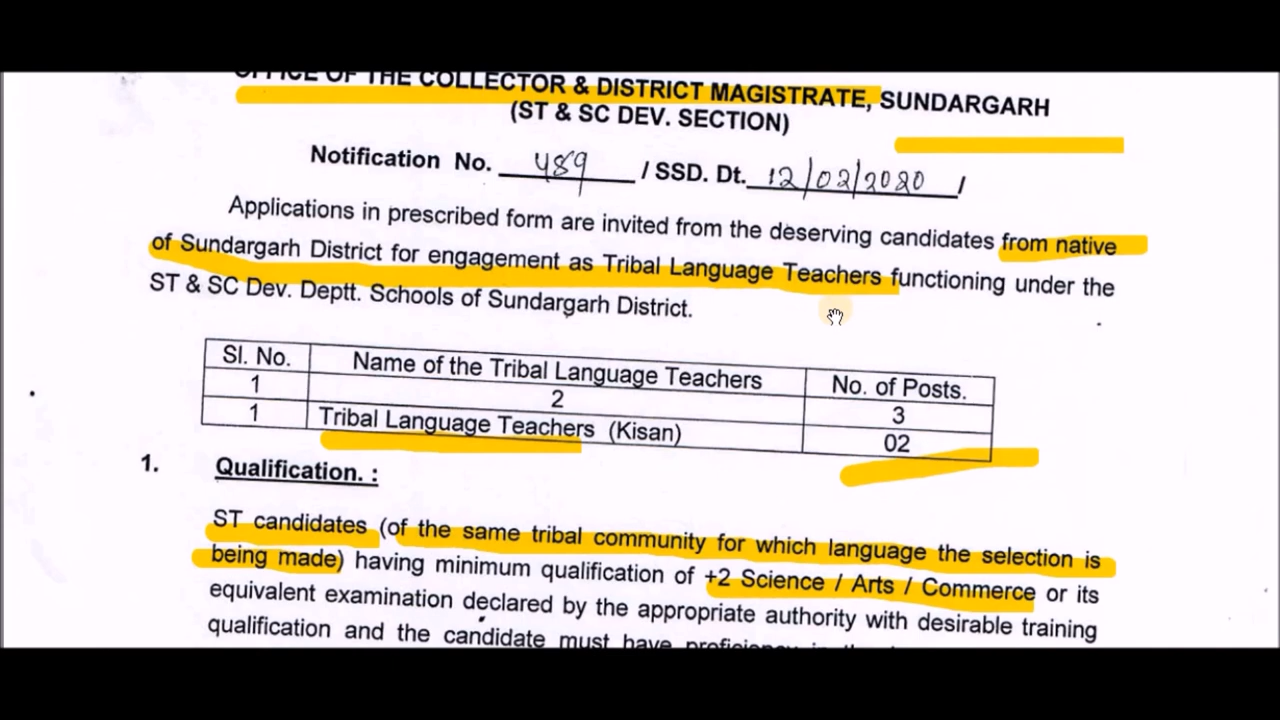 OFFICE OF THE COLLECTOR & DISTRICT MAGISTRATE, SUNDARGARH
(ST & SC DEV. SECTION)
Notification No. 489 / SSD. Dt. 12/02/2020 /
Applications in prescribed form are invited from the deserving candidates from native
of Sundargarh District for engagement as Tribal Language Teachers functioning under the
ST & SC Dev. Deptt. Schools of Sundargarh District.
Sl. No. Name of the Tribal Language Teachers No. of Posts.
1 2 3
1 Tribal Language Teachers (Kisan) 02
1. Qualification. :
ST candidates (of the same tribal community for which language the selection is
being made) having minimum qualification of +2 Science / Arts / Commerce or its
equivalent examination declared by the appropriate authority with desirable training
qualification and the candidate must have proficiency in the